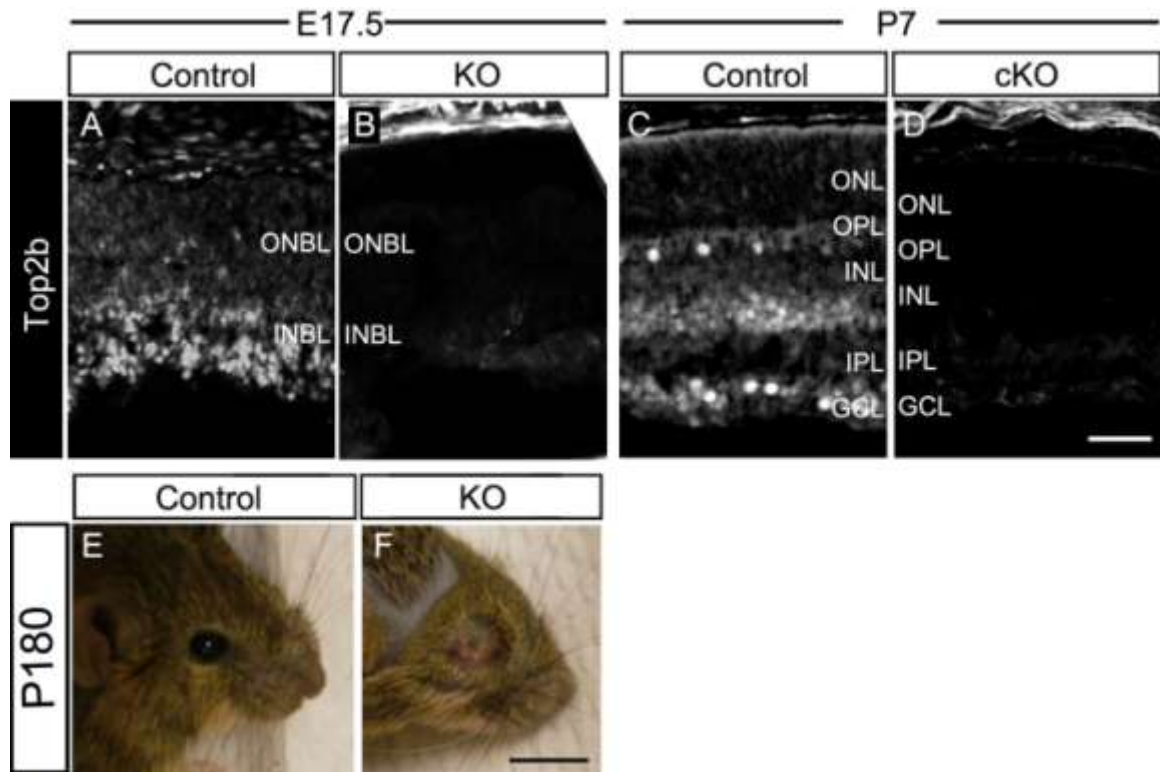 E17.5 P7
Control KO Control cKO
Top2b
A B C D
ONBL ONBL ONL ONL
OPL OPL
INL INL
INBL INBL
IPL IPL
GCL GCL
Control KO
P180
E F